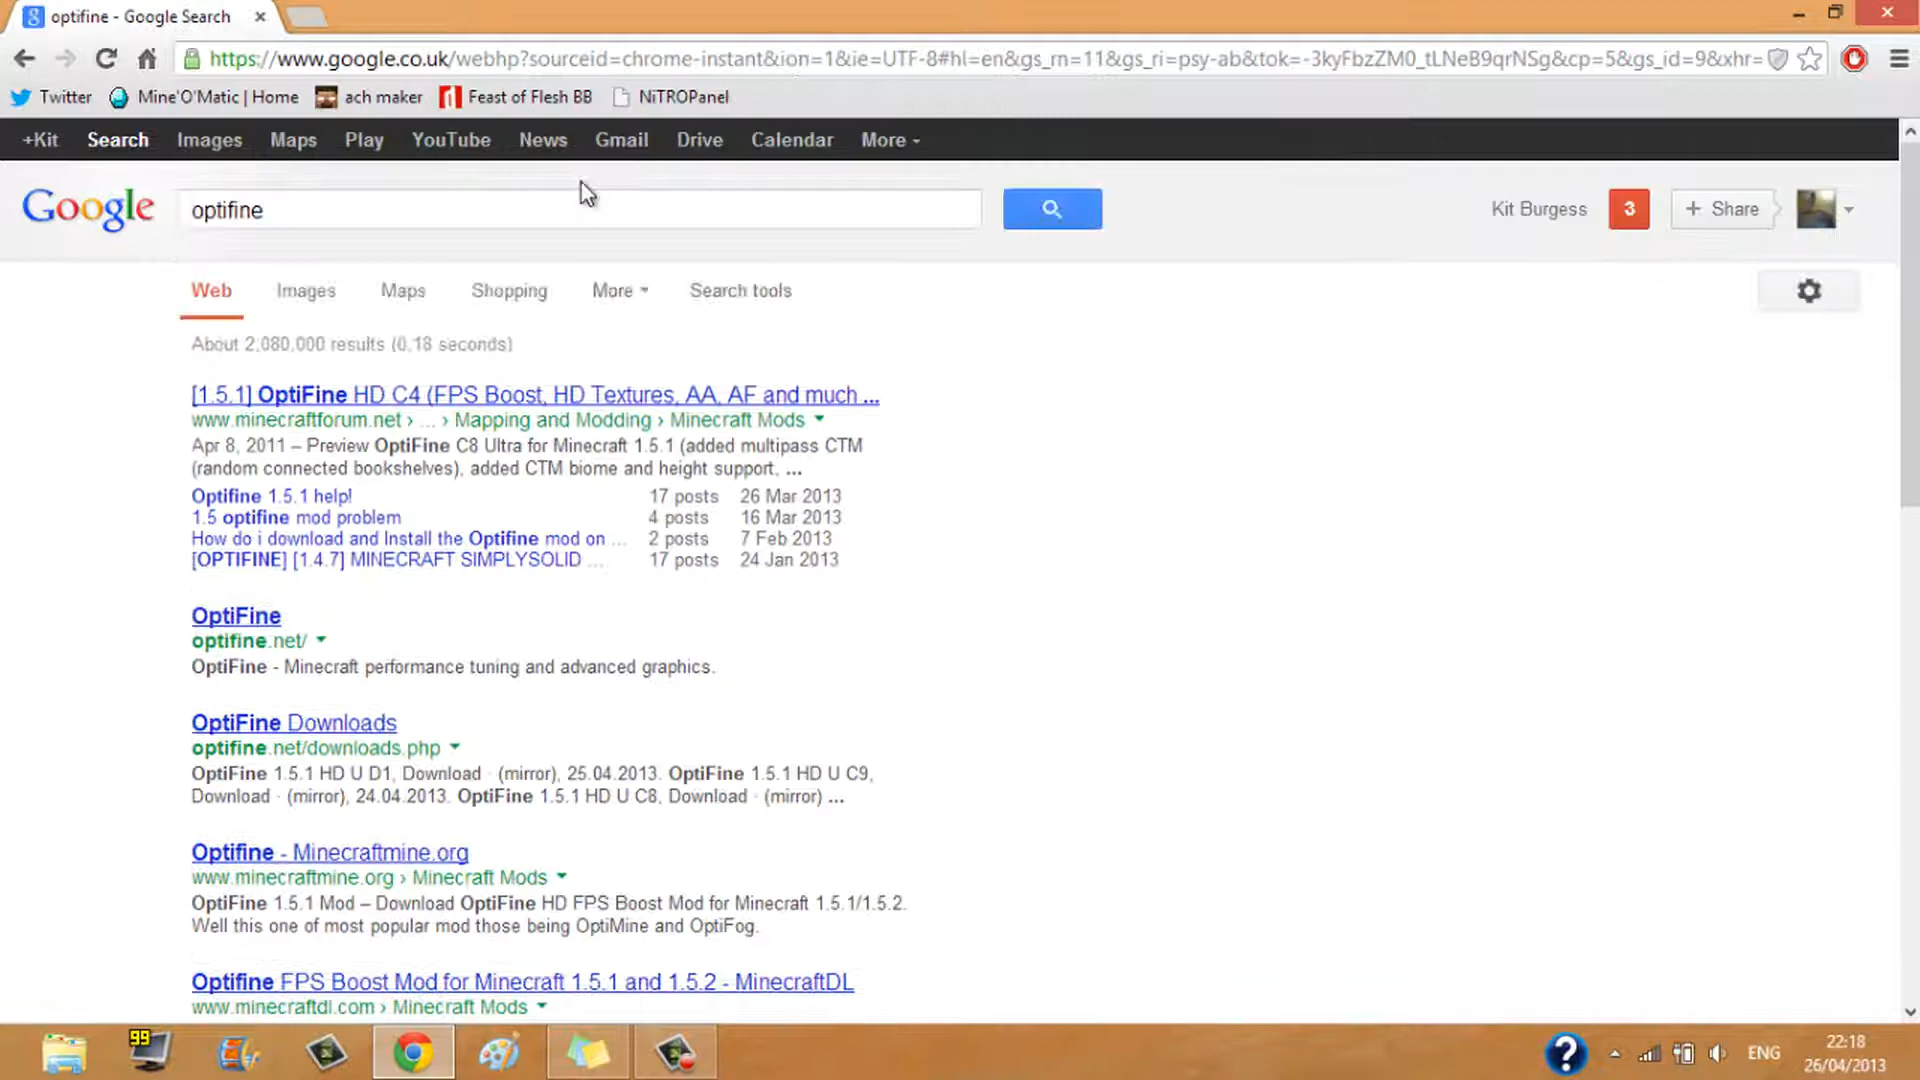 optifine - Google Search
https://www.google.co.uk/webhp?sourceid=chrome-instant&ion=1&ie=UTF-8#hl=en&gs_rn=11&gs_ri=psy-ab&tok=-3kyFbzZM0_tLNeB9qrNSg&cp=5&gs_id=9&xhr=
Twitter Mine'O'Matic | Home ach maker Feast of Flesh BB NiTROPanel
+Kit Search Images Maps Play YouTube News Gmail Drive Calendar More
Google optifine Kit Burgess 3 + Share
Web Images Maps Shopping More Search tools
About 2,080,000 results (0.18 seconds)
[1.5.1] OptiFine HD C4 (FPS Boost, HD Textures, AA, AF and much ...
www.minecraftforum.net › ... › Mapping and Modding › Minecraft Mods
Apr 8, 2011 – Preview OptiFine C8 Ultra for Minecraft 1.5.1 (added multipass CTM
(random connected bookshelves), added CTM biome and height support, ...
Optifine 1.5.1 help! 17 posts 26 Mar 2013
1.5 optifine mod problem 4 posts 16 Mar 2013
How do i download and Install the Optifine mod on ... 2 posts 7 Feb 2013
[OPTIFINE] [1.4.7] MINECRAFT SIMPLYSOLID ... 17 posts 24 Jan 2013
OptiFine
optifine.net/
OptiFine - Minecraft performance tuning and advanced graphics.
OptiFine Downloads
optifine.net/downloads.php
OptiFine 1.5.1 HD U D1, Download · (mirror), 25.04.2013. OptiFine 1.5.1 HD U C9,
Download · (mirror), 24.04.2013. OptiFine 1.5.1 HD U C8, Download · (mirror) ...
Optifine - Minecraftmine.org
www.minecraftmine.org › Minecraft Mods
OptiFine 1.5.1 Mod – Download OptiFine HD FPS Boost Mod for Minecraft 1.5.1/1.5.2.
Well this one of most popular mod those being OptiMine and OptiFog.
Optifine FPS Boost Mod for Minecraft 1.5.1 and 1.5.2 - MinecraftDL
www.minecraftdl.com › Minecraft Mods
99 ? ENG 22:18
26/04/2013